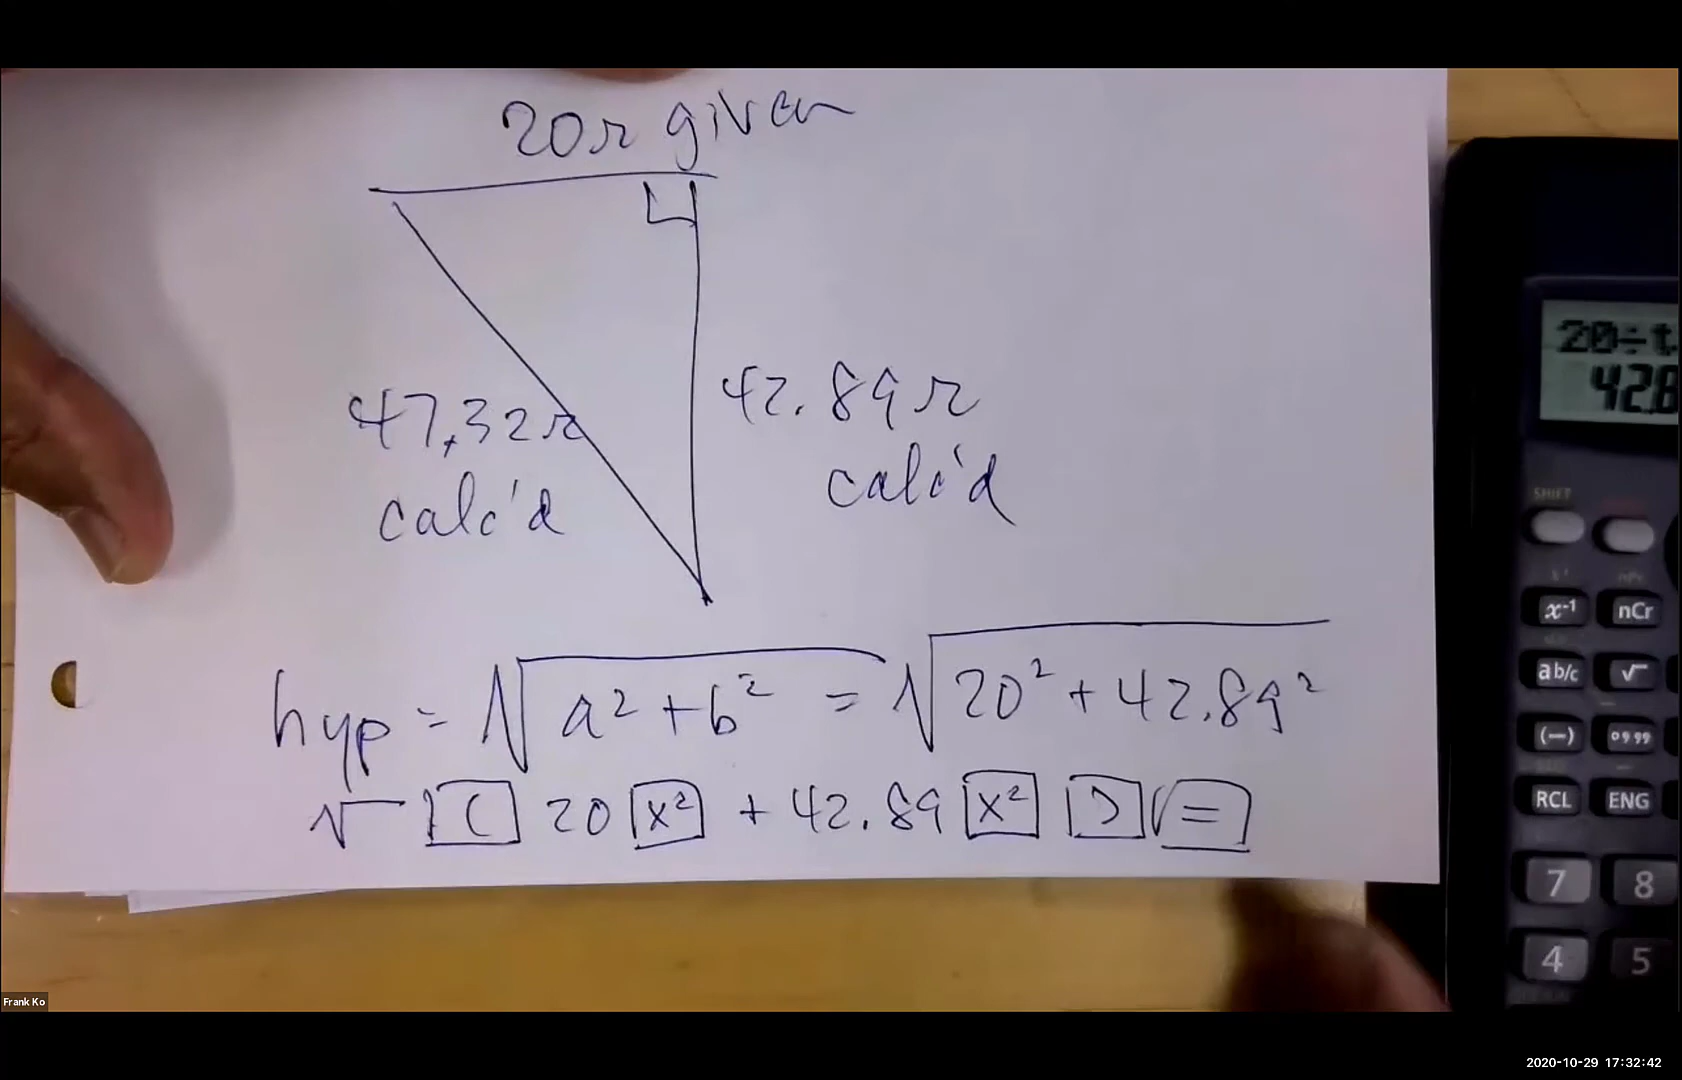 20Ω given
47.32Ω
calc'd
42.89Ω
calc'd
hyp = √a² + b² = √20² + 42.89²
√ ( 20 x² + 42.89 x² ) =
20÷t
42.8
SHIFT
x⁻¹ nCr
ab/c √
(—) o,,,
RCL ENG
7 8
4 5
Frank Ko
2020-10-29 17:32:42